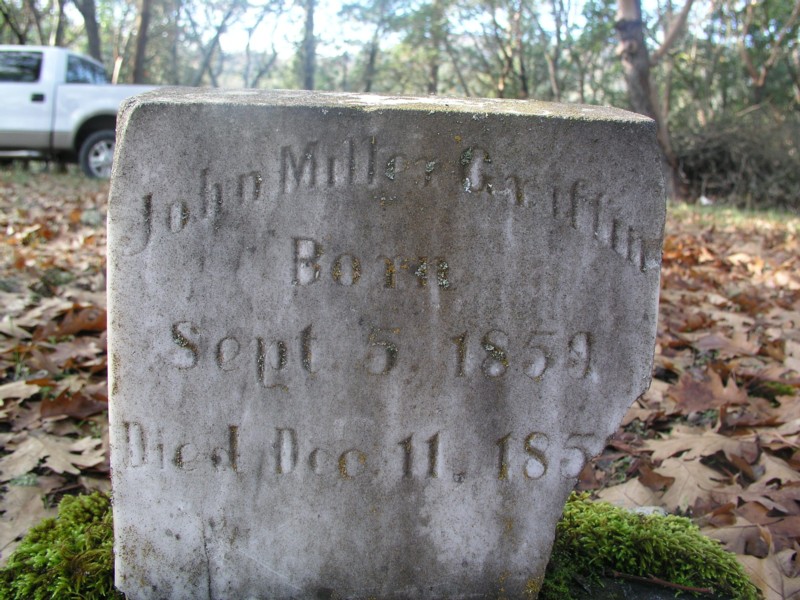 John Miller Griffin
Born
Sept 5 1859
Died Dec 11, 185